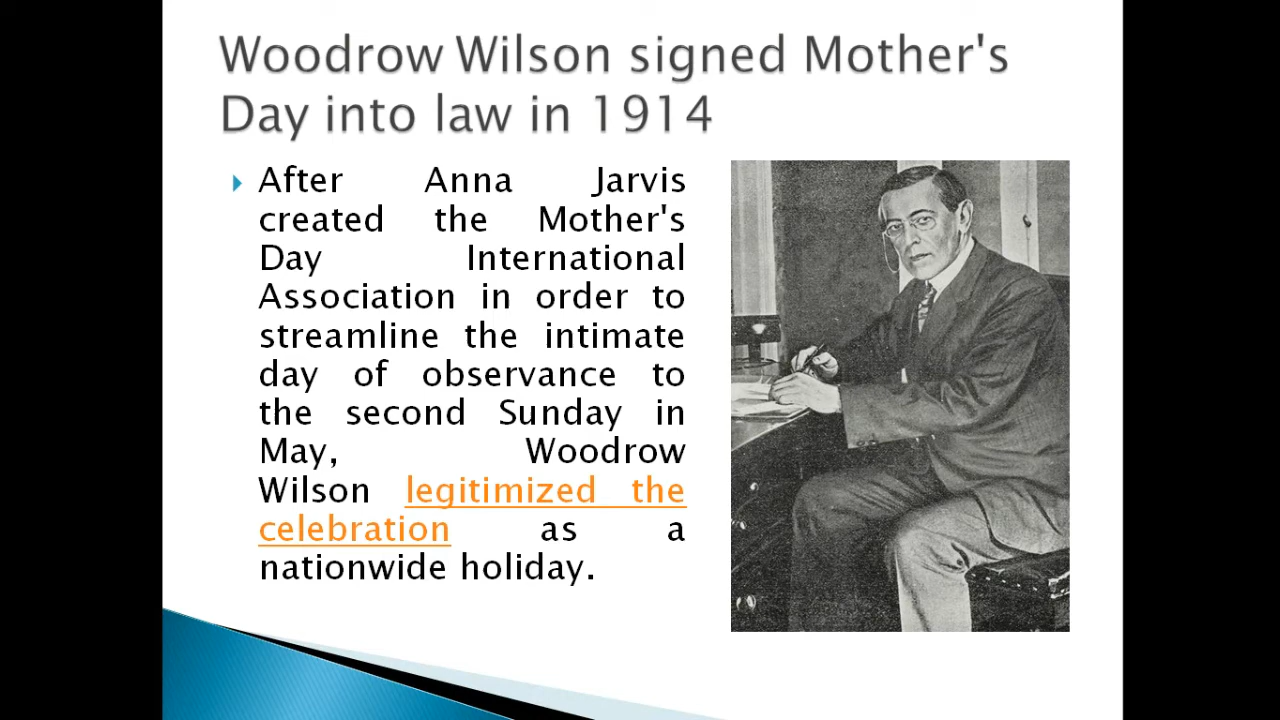 Woodrow Wilson signed Mother's
Day into law in 1914
After Anna Jarvis
created the Mother's
Day International
Association in order to
streamline the intimate
day of observance to
the second Sunday in
May, Woodrow
Wilson legitimized the
celebration as a
nationwide holiday.